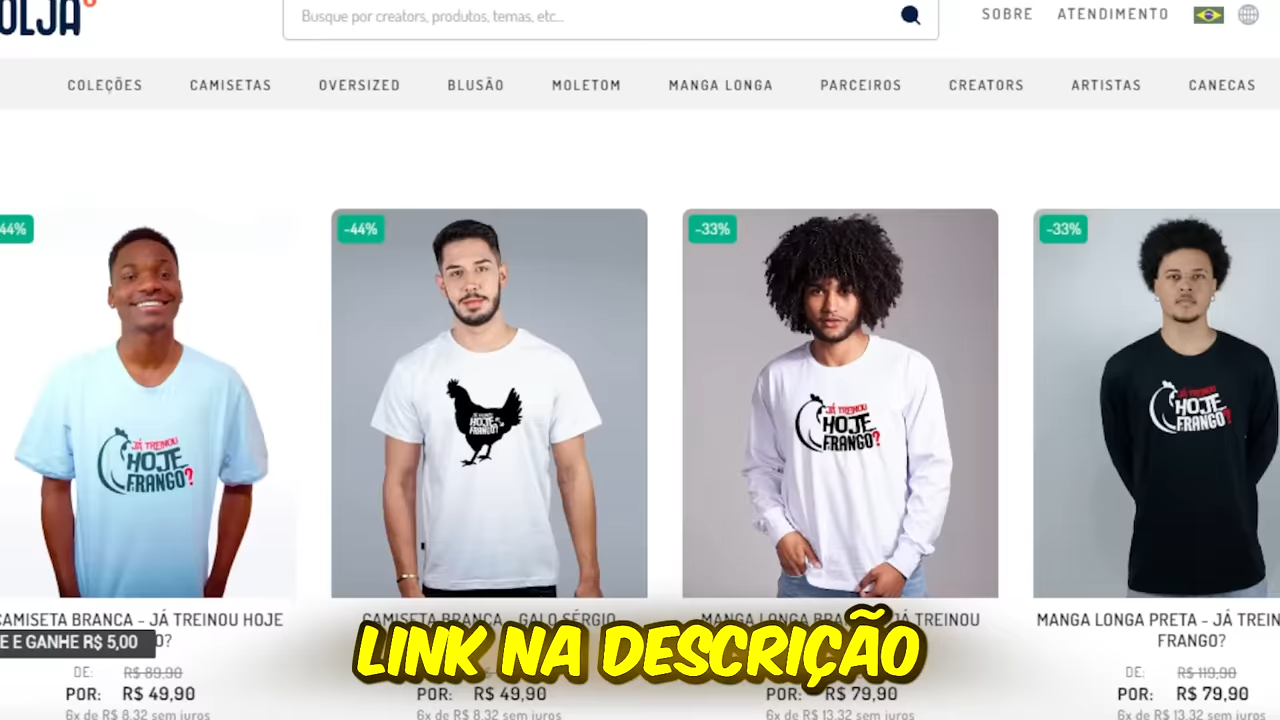 OLJA
Busque por creators, produtos, temas, etc...
SOBRE
ATENDIMENTO
COLEÇÕES
CAMISETAS
OVERSIZED
BLUSÃO
MOLETOM
MANGA LONGA
PARCEIROS
CREATORS
ARTISTAS
CANECAS
44%
-44%
-33%
-33%
JÁ TREINOU
HOJE
FRANGO?
HOJE
FRANGO?
JÁ TREINOU
HOJE
FRANGO?
JÁ TREINOU
HOJE
FRANGO?
CAMISETA BRANCA - JÁ TREINOU HOJE
O?
E E GANHE R$ 5,00
DE: R$ 89,90
POR: R$ 49,90
6x de R$ 8,32 sem juros
CAMISETA BRANCA - GALO SÉRGIO
POR: R$ 49,90
6x de R$ 8,32 sem juros
MANGA LONGA BRA JÁ TREINOU
POR: R$ 79,90
6x de R$ 13,32 sem juros
MANGA LONGA PRETA - JÁ TREIN
FRANGO?
DE: R$ 119,90
POR: R$ 79,90
6x de R$ 13,32 sem juros
LINK NA DESCRIÇÃO